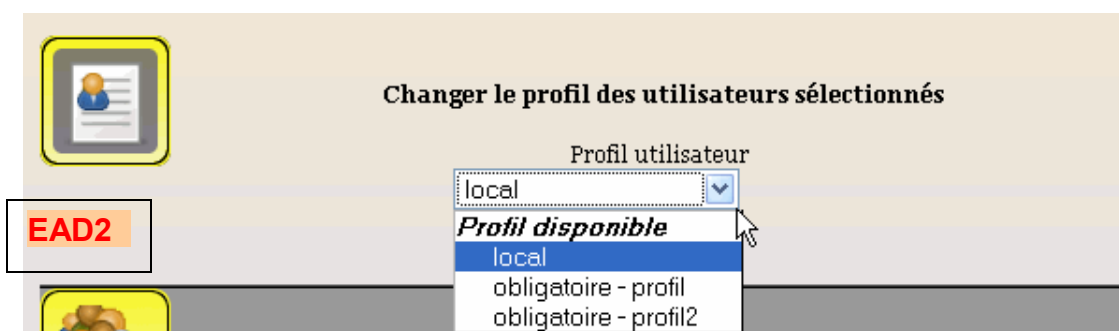 Changer le profil des utilisateurs sélectionnés
Profil utilisateur
local
EAD2
Profil disponible
local
obligatoire - profil
obligatoire - profil2